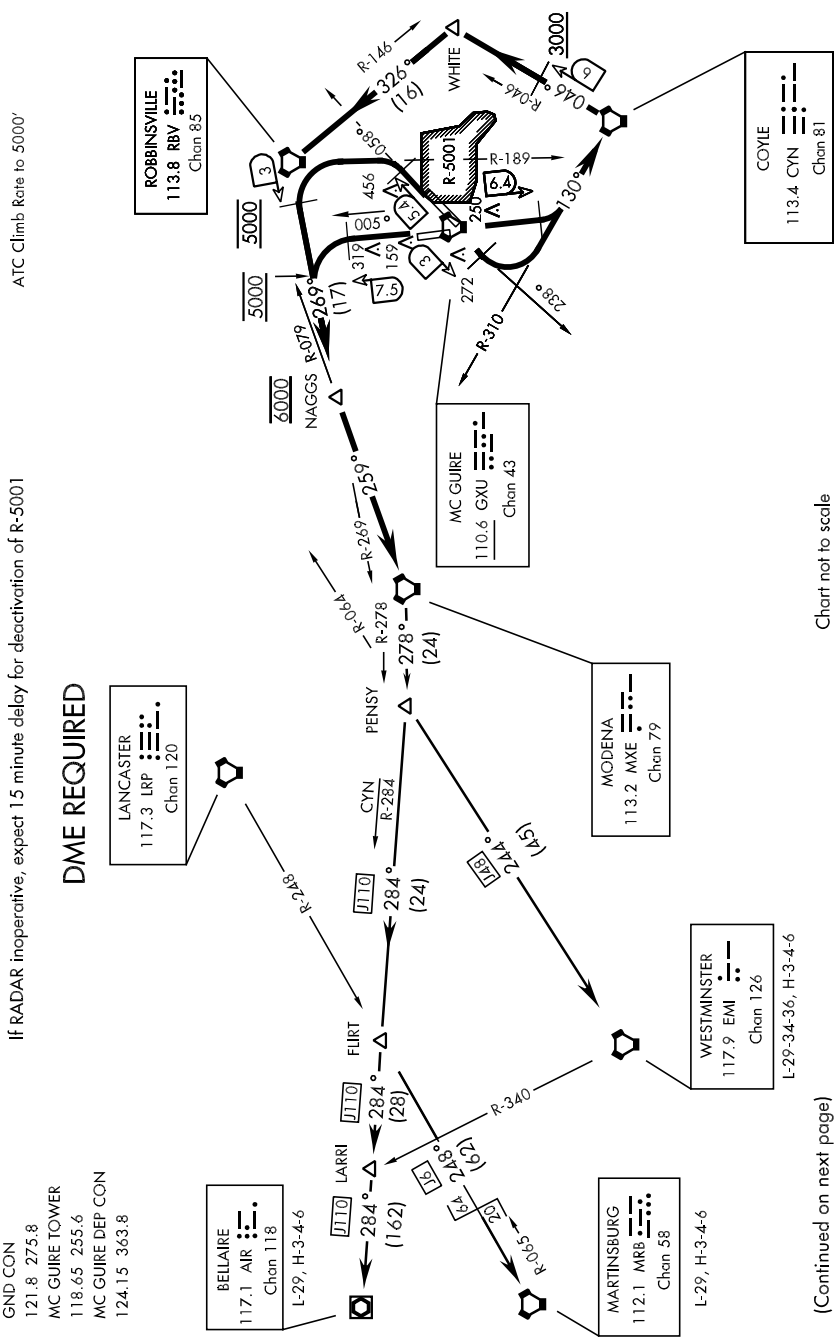 GND CON
121.8 275.8
MC GUIRE TOWER
118.65 255.6
MC GUIRE DEP CON
124.15 363.8
If RADAR inoperative, expect 15 minute delay for deactivation of R-5001
ATC Climb Rate to 5000'
DME REQUIRED
BELLAIRE
117.1 AIR
Chan 118
L-29, H-3-4-6
LANCASTER
117.3 LRP
Chan 120
ROBBINSVILLE
113.8 RBV
Chan 85
J110
284°
(162)
LARRI
J110
284°
(28)
FLIRT
R-248
J110
284°
(24)
CYN
R-284
PENSY
278°
(24)
R-278
R-064
R-269
259°
NAGGS
6000
R-079
269°
(17)
5000
5000
3
7.5
319
159
005°
456
5.4
058°
R-5001
R-189
6.4
250
3
272
238°
R-310
130°
R-146
326°
(16)
WHITE
3000
R-046
046°
9
J6
248°
(62)
64
20
R-065
R-340
J48
244°
(45)
MC GUIRE
110.6 GXU
Chan 43
COYLE
113.4 CYN
Chan 81
MODENA
113.2 MXE
Chan 79
WESTMINSTER
117.9 EMI
Chan 126
L-29-34-36, H-3-4-6
MARTINSBURG
112.1 MRB
Chan 58
L-29, H-3-4-6
(Continued on next page)
Chart not to scale